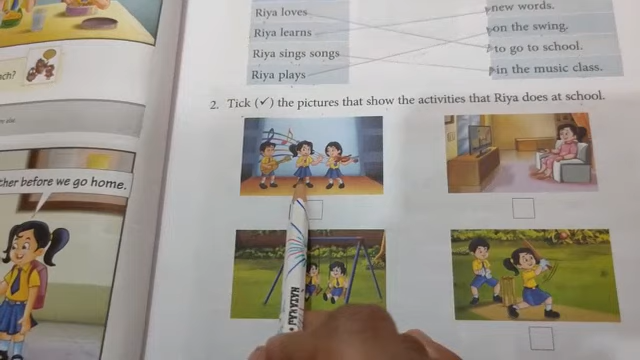 Riya loves
Riya learns
Riya sings songs
Riya plays
new words.
on the swing.
to go to school.
in the music class.
2. Tick (✓) the pictures that show the activities that Riya does at school.
ther before we go home.
NATARAJ